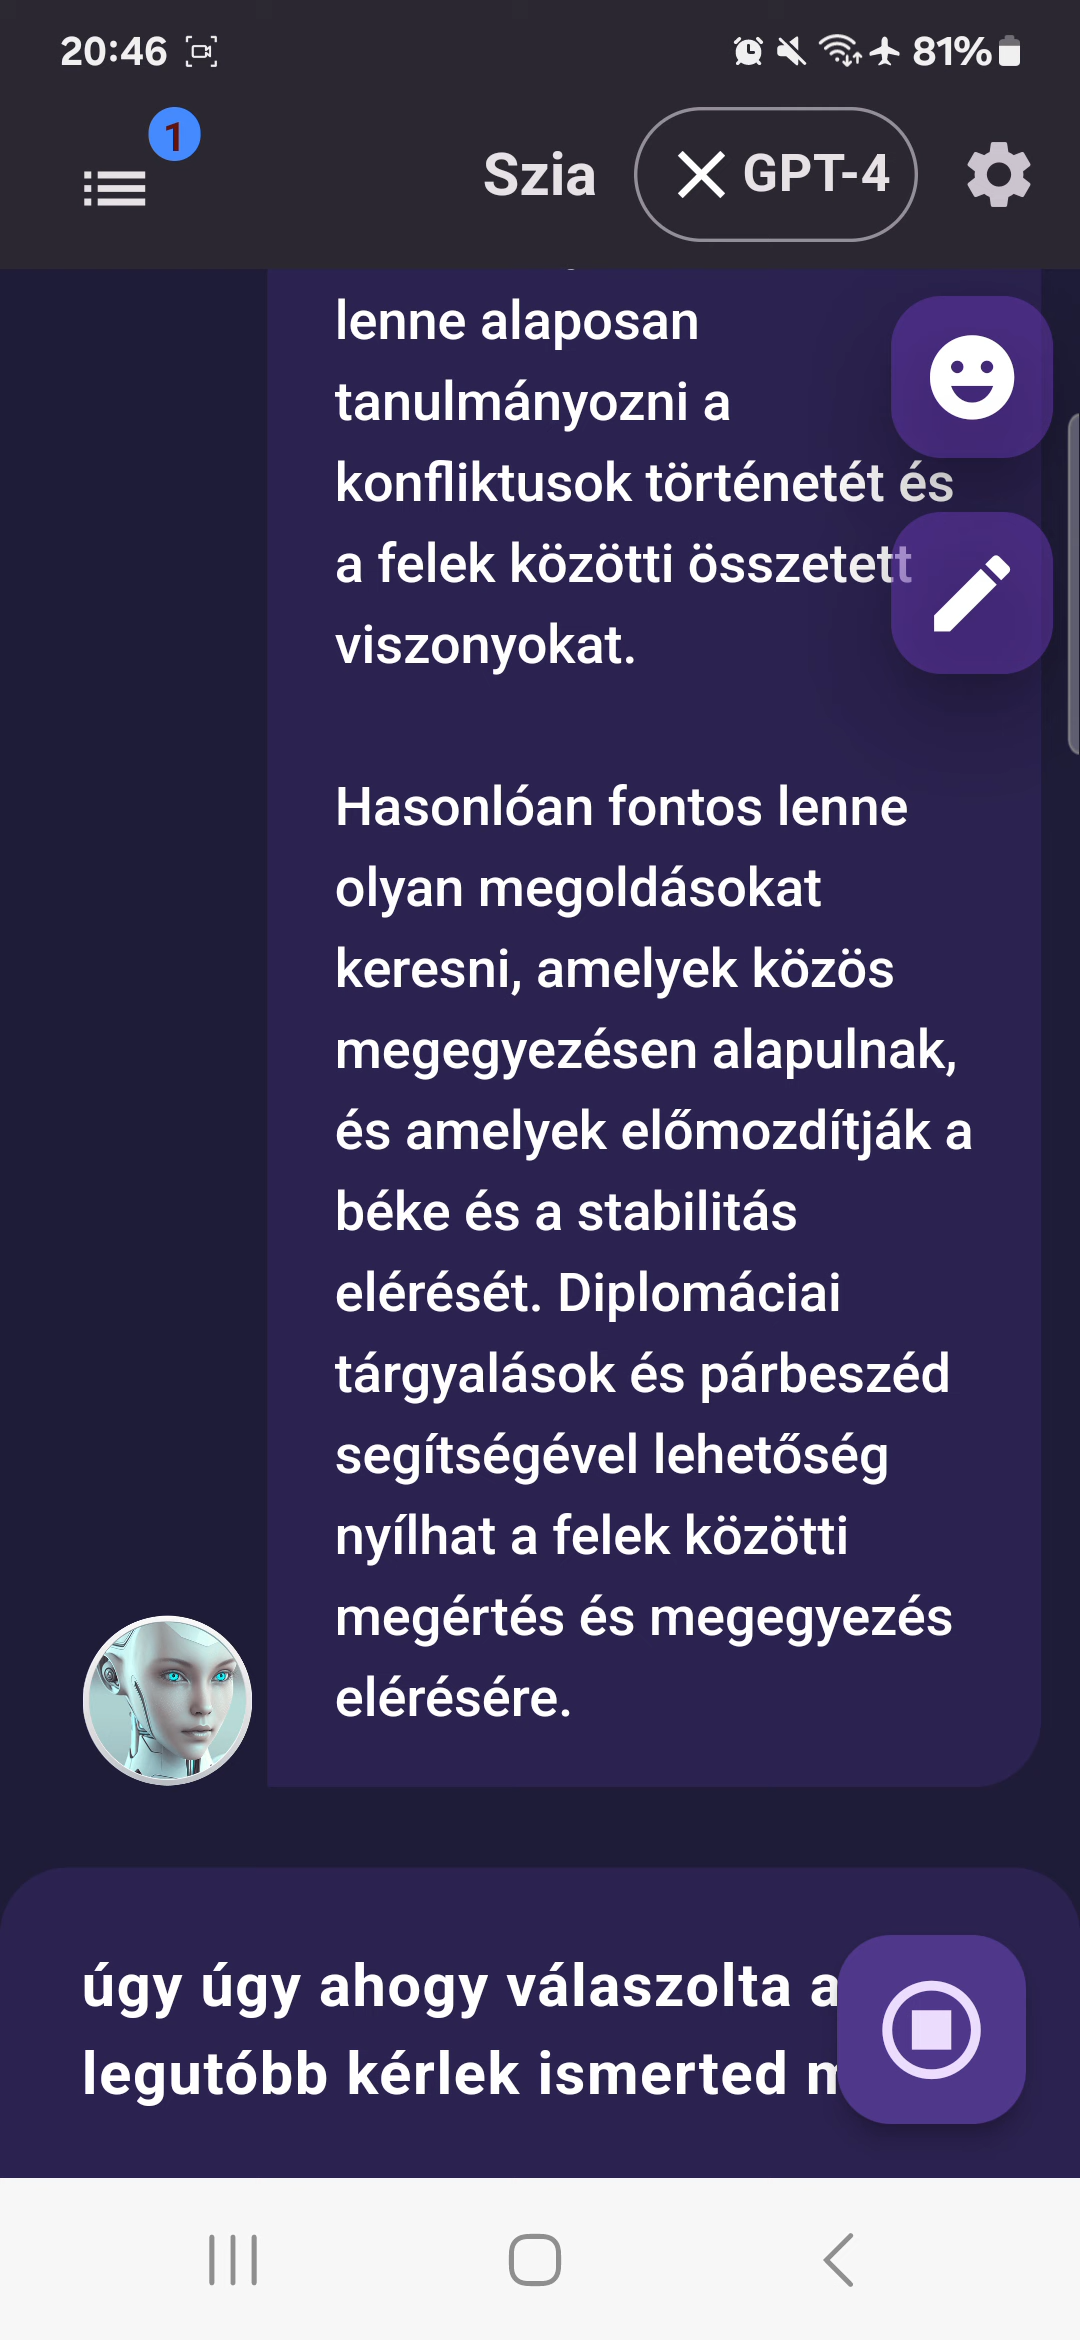 20:46 81%
1
Szia GPT-4
lenne alaposan
tanulmányozni a
konfliktusok történetét és
a felek közötti összetett
viszonyokat.
Hasonlóan fontos lenne
olyan megoldásokat
keresni, amelyek közös
megegyezésen alapulnak,
és amelyek előmozdítják a
béke és a stabilitás
elérését. Diplomáciai
tárgyalások és párbeszéd
segítségével lehetőség
nyílhat a felek közötti
megértés és megegyezés
elérésére.
úgy úgy ahogy válaszolta
legutóbb kérlek ismerted